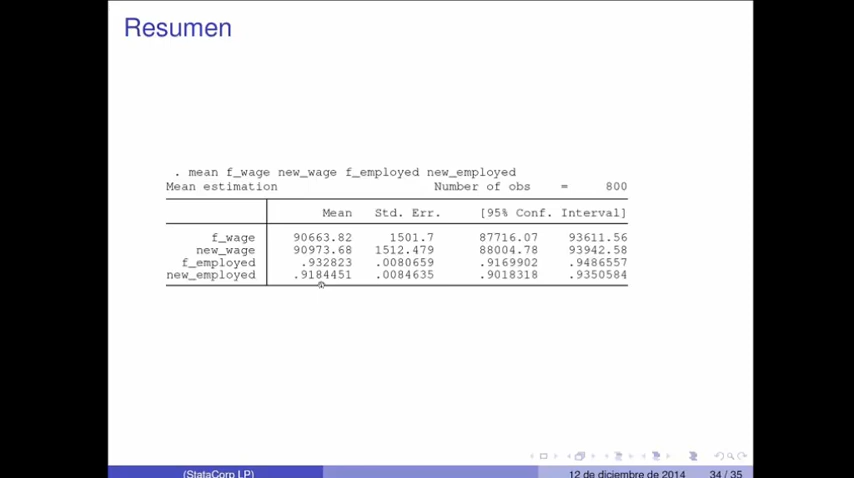 Resumen
. mean f_wage new_wage f_employed new_employed
Mean estimation Number of obs = 800
Mean Std. Err. [95% Conf. Interval]
f_wage 90663.82 1501.7 87716.07 93611.56
new_wage 90973.68 1512.479 88004.78 93942.58
f_employed .932823 .0080659 .9169902 .9486557
new_employed .9184451 .0084635 .9018318 .9350584
(StataCorp LP) 12 de diciembre de 2014 34 / 35